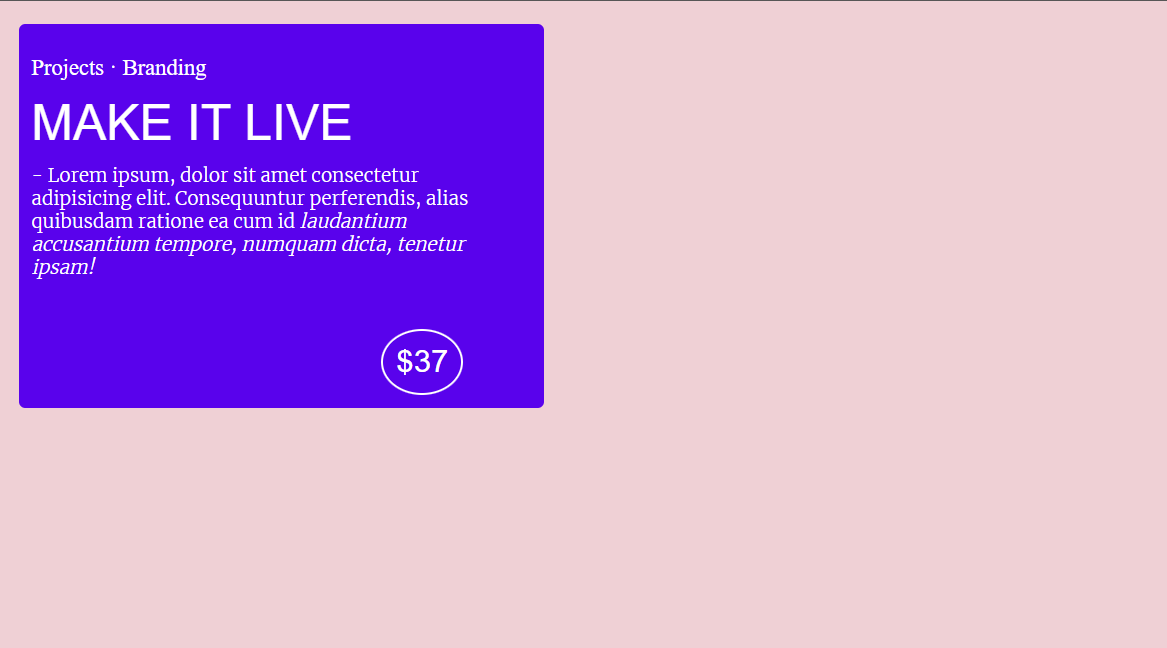 Projects · Branding
MAKE IT LIVE
- Lorem ipsum, dolor sit amet consectetur
adipisicing elit. Consequuntur perferendis, alias
quibusdam ratione ea cum id laudantium
accusantium tempore, numquam dicta, tenetur
ipsam!
$37